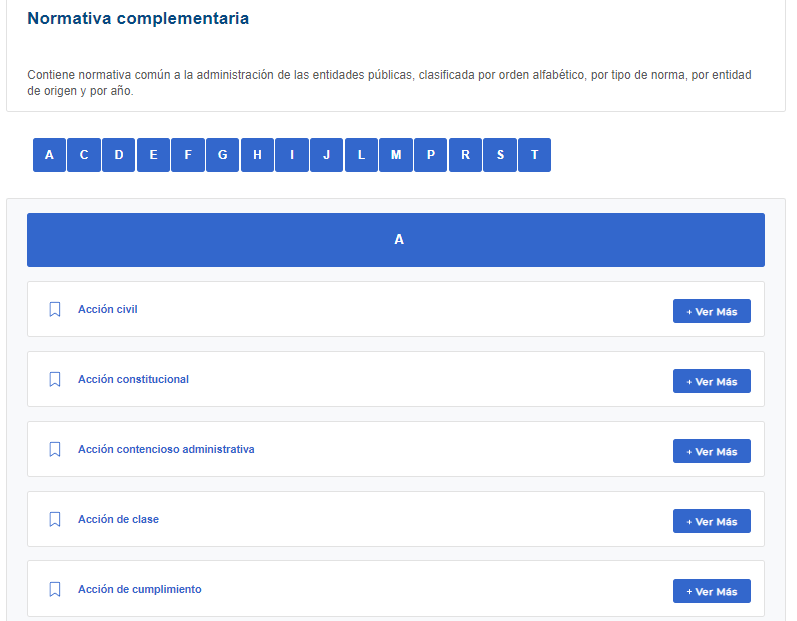 Normativa complementaria
Contiene normativa común a la administración de las entidades públicas, clasificada por orden alfabético, por tipo de norma, por entidad
de origen y por año.
A C D E F G H I J L M P R S T
A
Acción civil + Ver Más
Acción constitucional + Ver Más
Acción contencioso administrativa + Ver Más
Acción de clase + Ver Más
Acción de cumplimiento + Ver Más